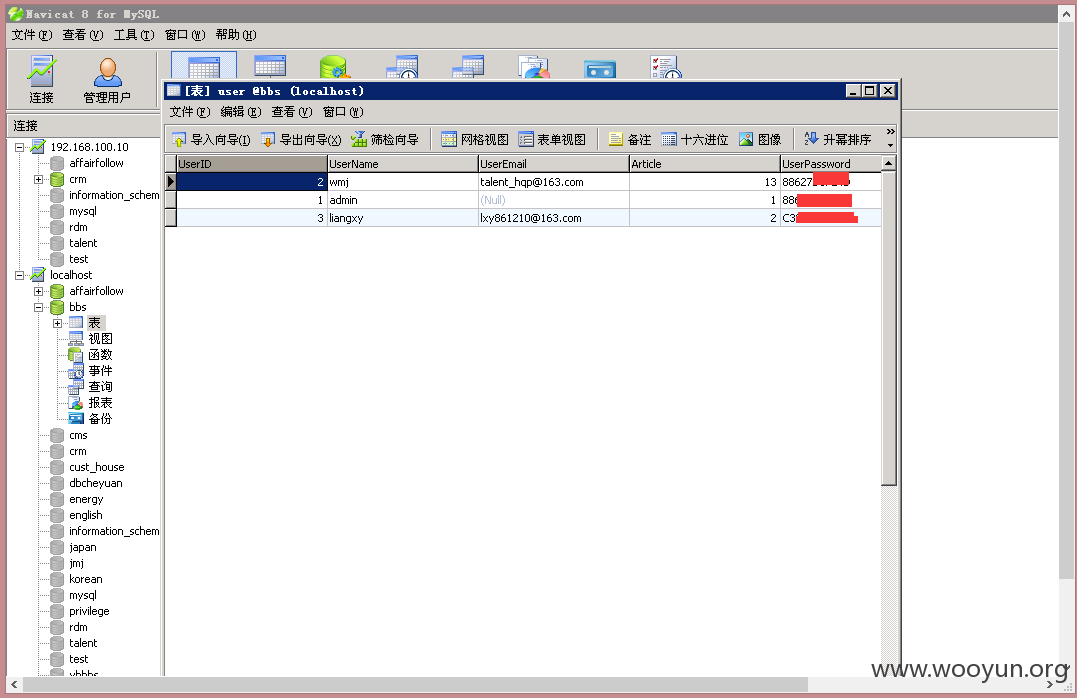 Navicat 8 for MySQL
文件(F) 查看(V) 工具(T) 窗口(W) 帮助(H)
连接 管理用户
连接
192.168.100.10
affairfollow
crm
information_schem
mysql
rdm
talent
test
localhost
affairfollow
bbs
表
视图
函数
事件
查询
报表
备份
cms
crm
cust_house
dbcheyuan
energy
english
information_schem
japan
jmj
korean
mysql
privilege
rdm
talent
test
[表] user @bbs (localhost)
文件(F) 编辑(E) 查看(V) 窗口(W)
导入向导(I) 导出向导(X) 筛检向导 网格视图 表单视图 备注 十六进位 图像 升幂排序 »
UserID UserName UserEmail Article UserPassword
2 wmj talent_hqp@163.com 13 88627
1 admin (Null) 1 886
3 liangxy lxy861210@163.com 2 C3
www.wooyun.org